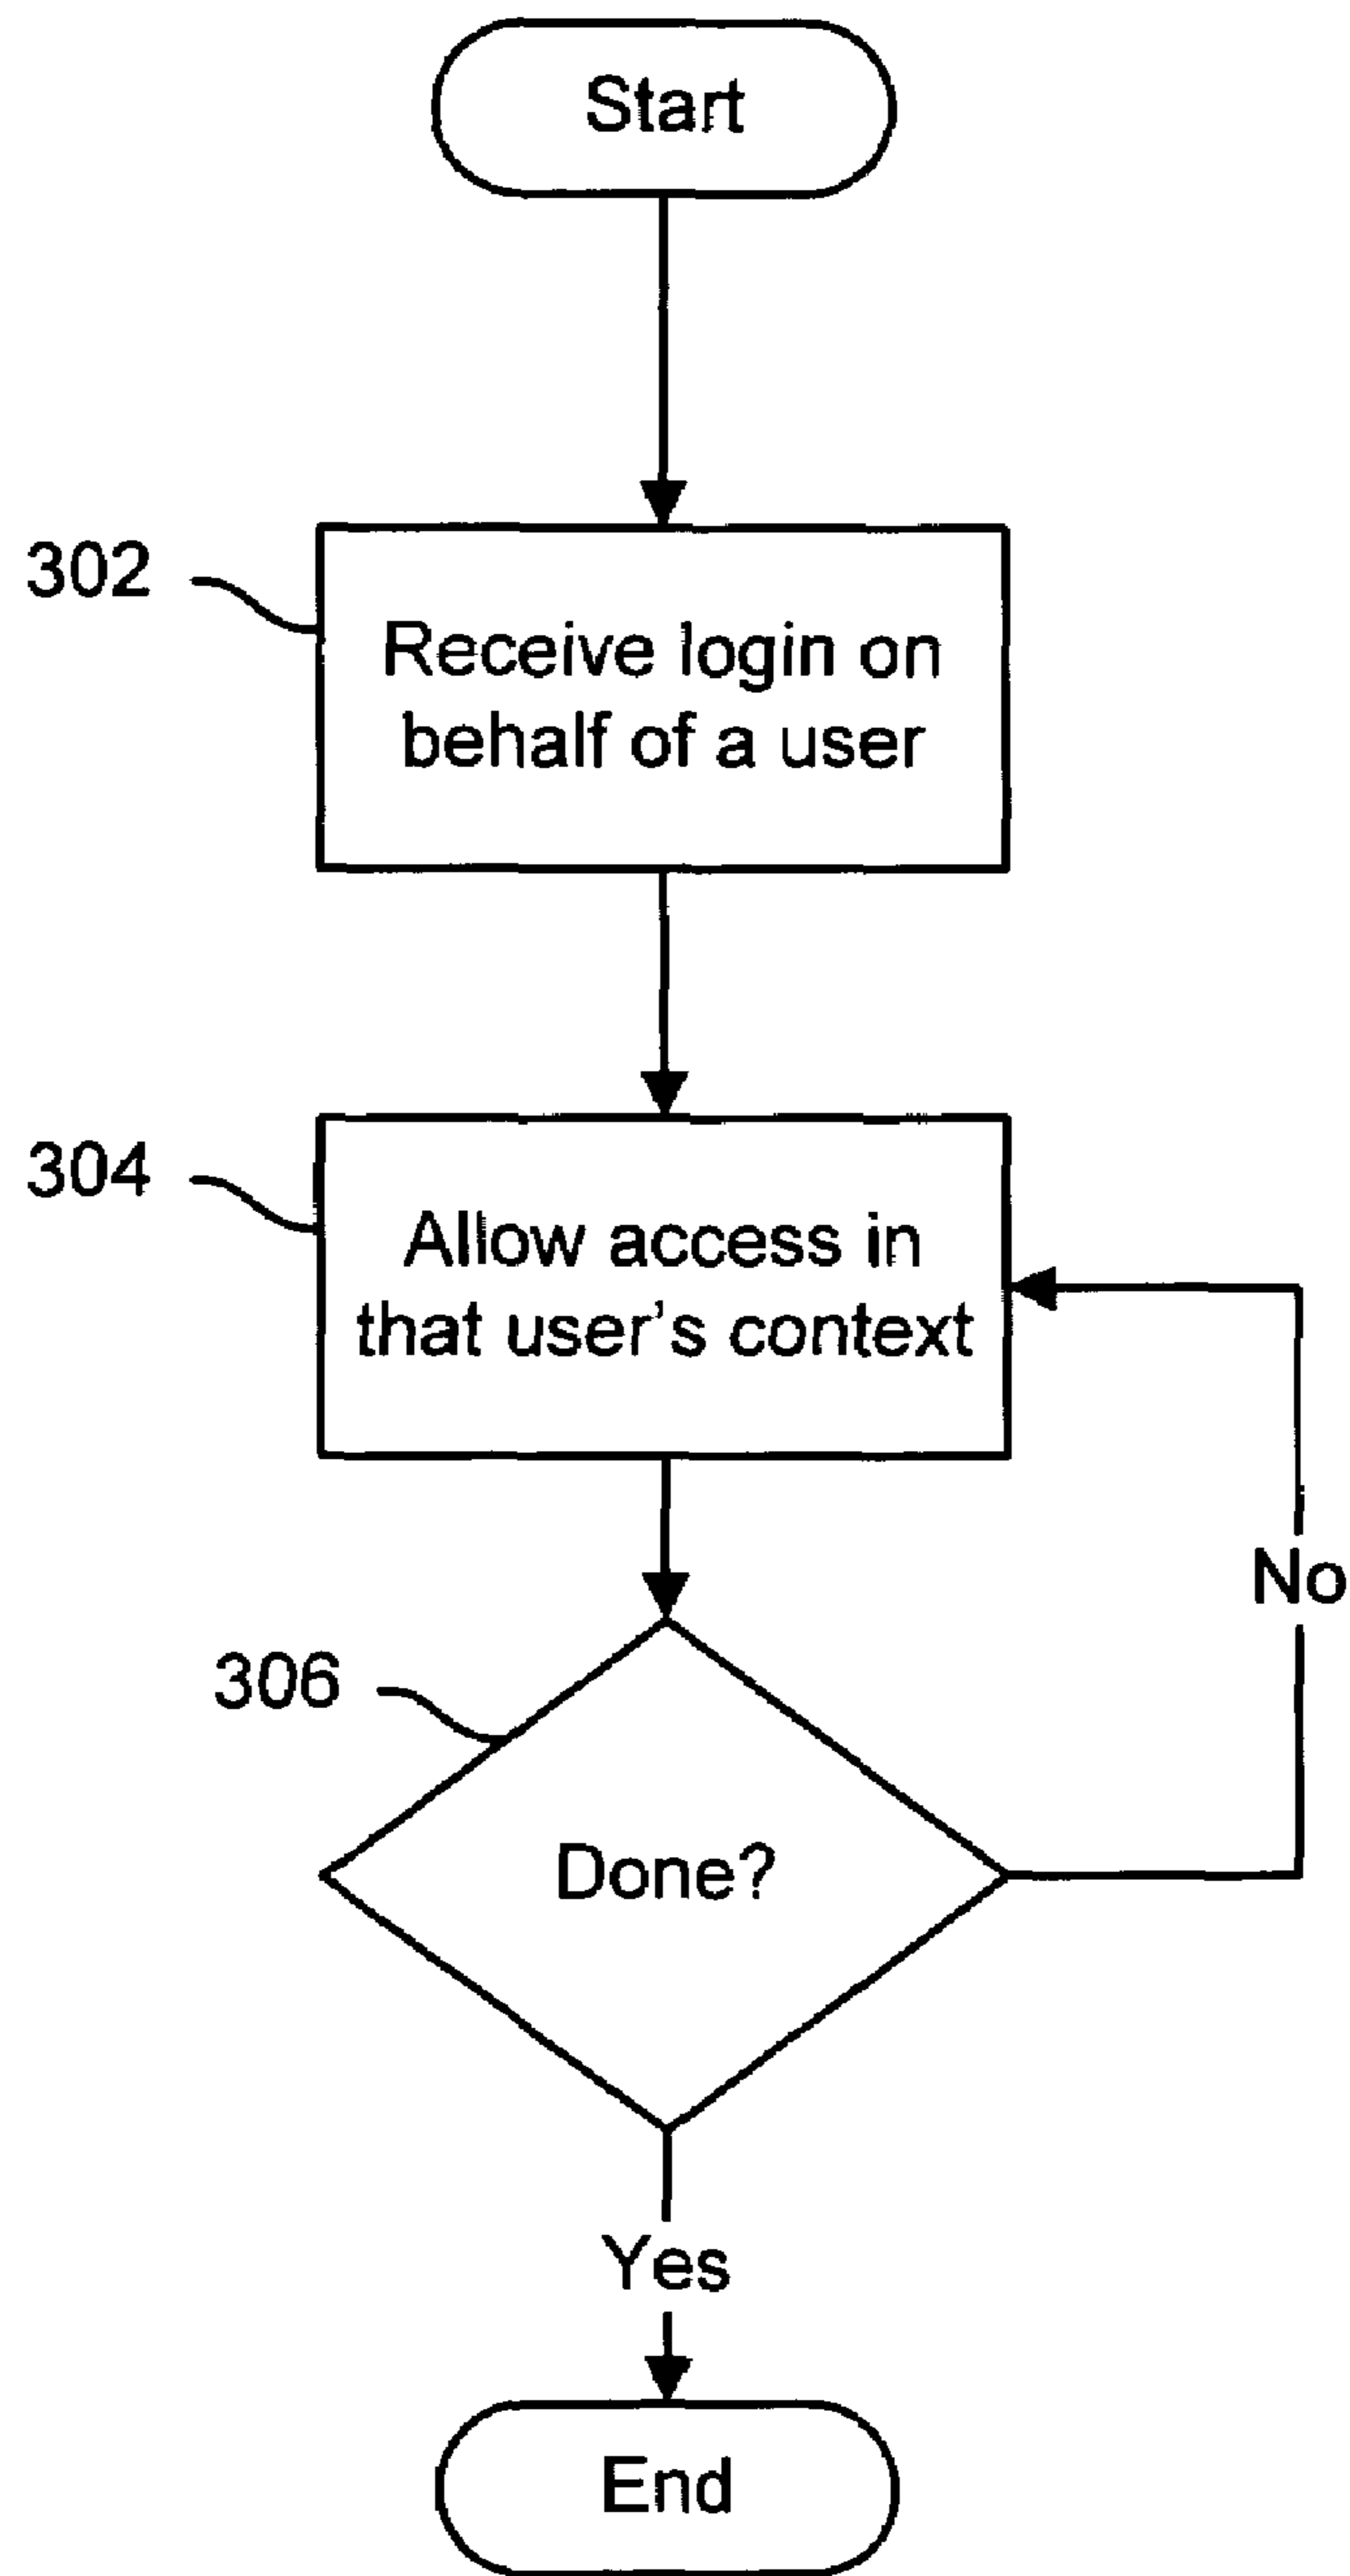 Start
302
Receive login on
behalf of a user
304
Allow access in
that user's context
No
306
Done?
Yes
End